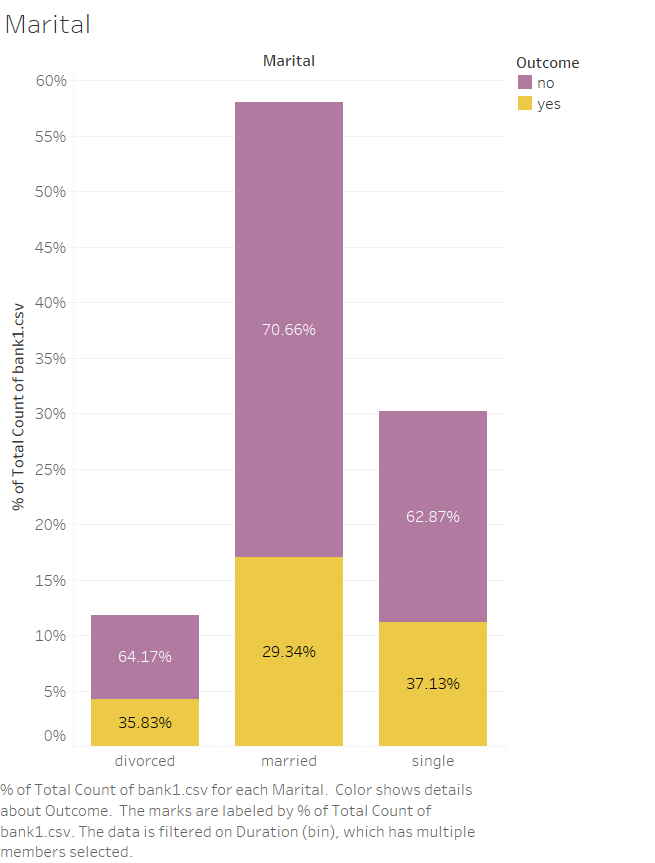 Marital
Marital
Outcome
no
yes
% of Total Count of bank1.csv
60%
55%
50%
45%
40%
35%
30%
25%
20%
15%
10%
5%
0%
70.66%
62.87%
64.17%
29.34%
37.13%
35.83%
divorced married single
% of Total Count of bank1.csv for each Marital. Color shows details
about Outcome. The marks are labeled by % of Total Count of
bank1.csv. The data is filtered on Duration (bin), which has multiple
members selected.